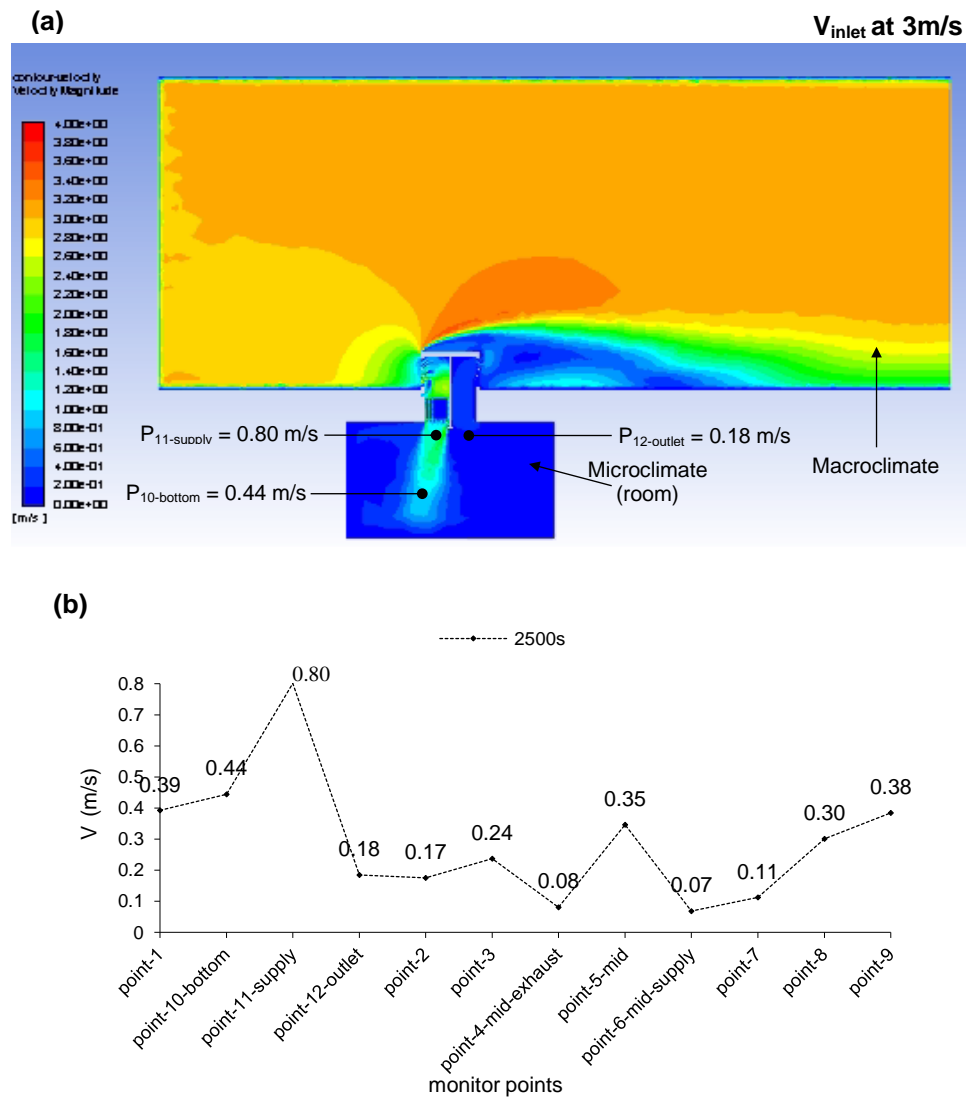 (a)
V_inlet at 3m/s
contour-velocity
Velocity Magnitude
4.00e+00
3.80e+00
3.60e+00
3.40e+00
3.20e+00
3.00e+00
2.80e+00
2.60e+00
2.40e+00
2.20e+00
2.00e+00
1.80e+00
1.60e+00
1.40e+00
1.20e+00
1.00e+00
8.00e-01
6.00e-01
4.00e-01
2.00e-01
0.00e+00
[m/s ]
P11-supply = 0.80 m/s
P12-outlet = 0.18 m/s
P10-bottom = 0.44 m/s
Microclimate
(room)
Macroclimate
(b)
2500s
V (m/s)
0.8
0.7
0.6
0.5
0.4
0.3
0.2
0.1
0
0.39
0.44
0.80
0.18
0.17
0.24
0.08
0.35
0.07
0.11
0.30
0.38
point-1
point-10-bottom
point-11-supply
point-12-outlet
point-2
point-3
point-4-mid-exhaust
point-5-mid
point-6-mid-supply
point-7
point-8
point-9
monitor points